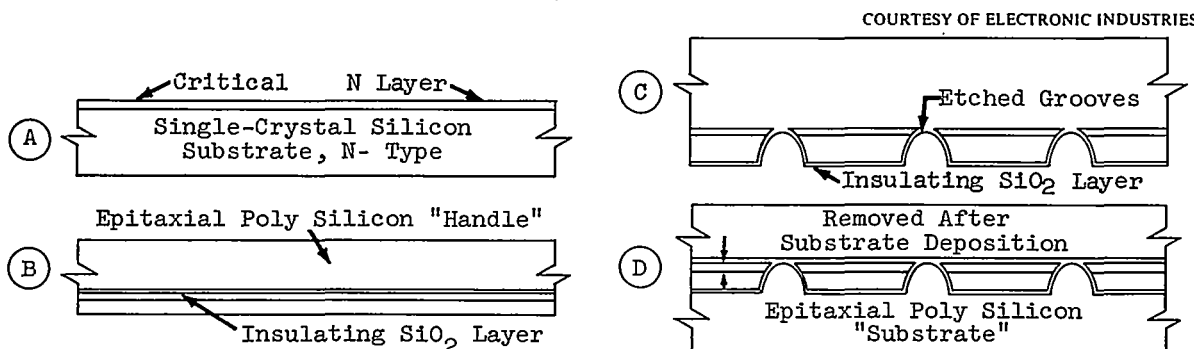 COURTESY OF ELECTRONIC INDUSTRIES
A
Critical N Layer
Single-Crystal Silicon
Substrate, N- Type
B
Epitaxial Poly Silicon "Handle"
Insulating SiO₂ Layer
C
Etched Grooves
Insulating SiO₂ Layer
D
Removed After
Substrate Deposition
Epitaxial Poly Silicon
"Substrate"